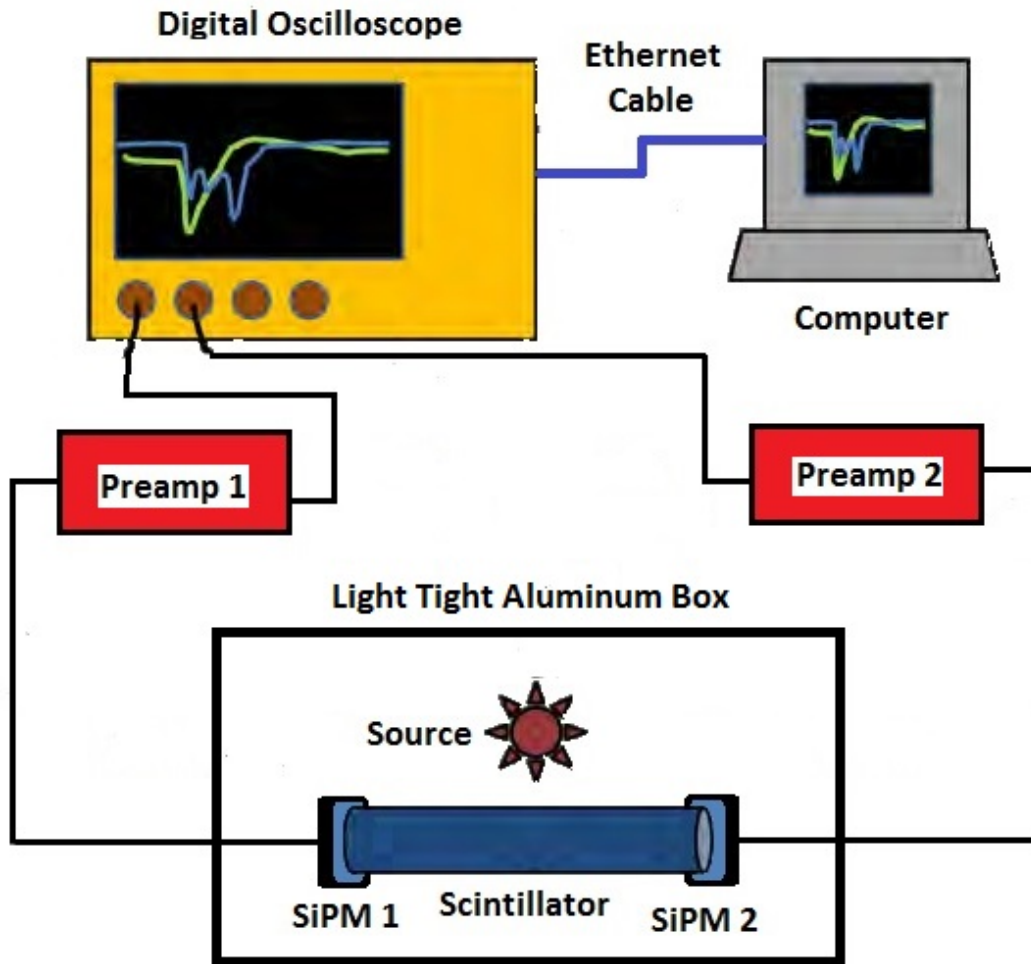 Digital Oscilloscope
Ethernet
Cable
Computer
Preamp 1
Preamp 2
Light Tight Aluminum Box
Source
SiPM 1
Scintillator
SiPM 2